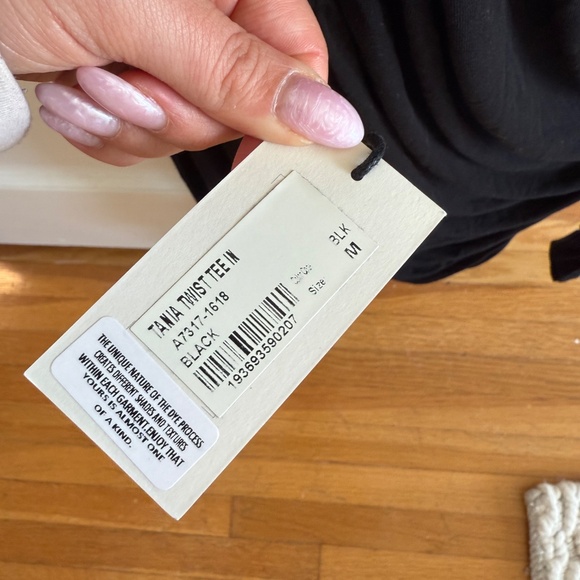 TANIA TWIST TEE IN
A7317-1618
BLACK
193693590207
BLK
Size M
THE UNIQUE NATURE OF THE DYE PROCESS
CREATES DIFFERENT SHADES AND TEXTURES
WITHIN EACH GARMENT.ENJOY THAT
YOURS IS ALMOST ONE
OF A KIND.